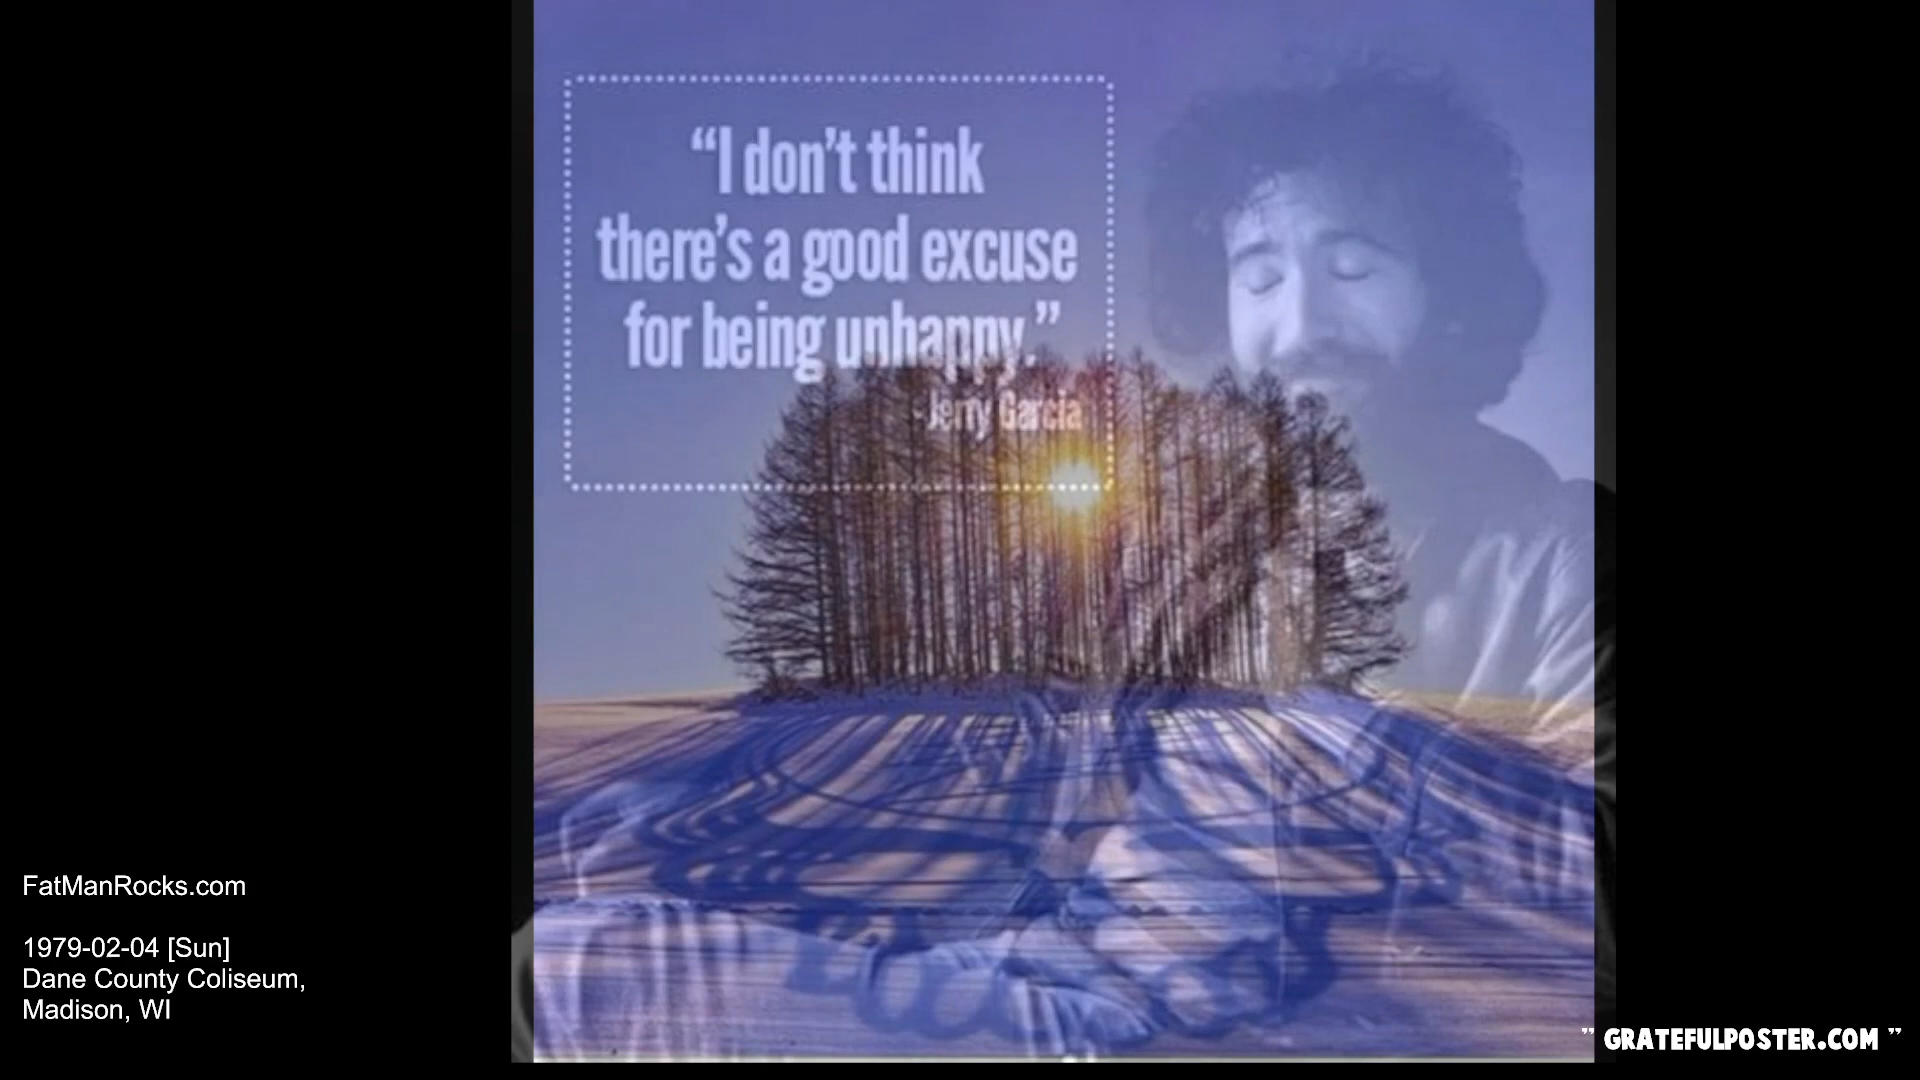 “I don’t think
there’s a good excuse
for being unhappy.”
- Jerry Garcia
FatManRocks.com
1979-02-04 [Sun]
Dane County Coliseum,
Madison, WI
" GRATEFULPOSTER.COM "